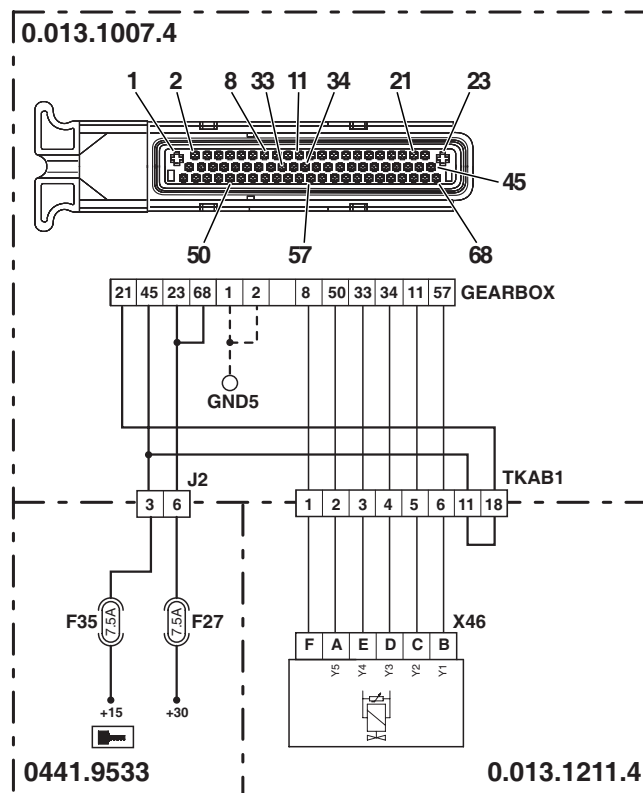 0.013.1007.4
1 2 8 33 11 34 21 23
45
50 57 68
21 45 23 68 1 2 8 50 33 34 11 57 GEARBOX
GND5
J2 TKAB1
3 6 1 2 3 4 5 6 11 18
F35 7.5A 7.5A F27 X46
F A E D C B
Y5 Y4 Y3 Y2 Y1
+15 +30
0441.9533 0.013.1211.4